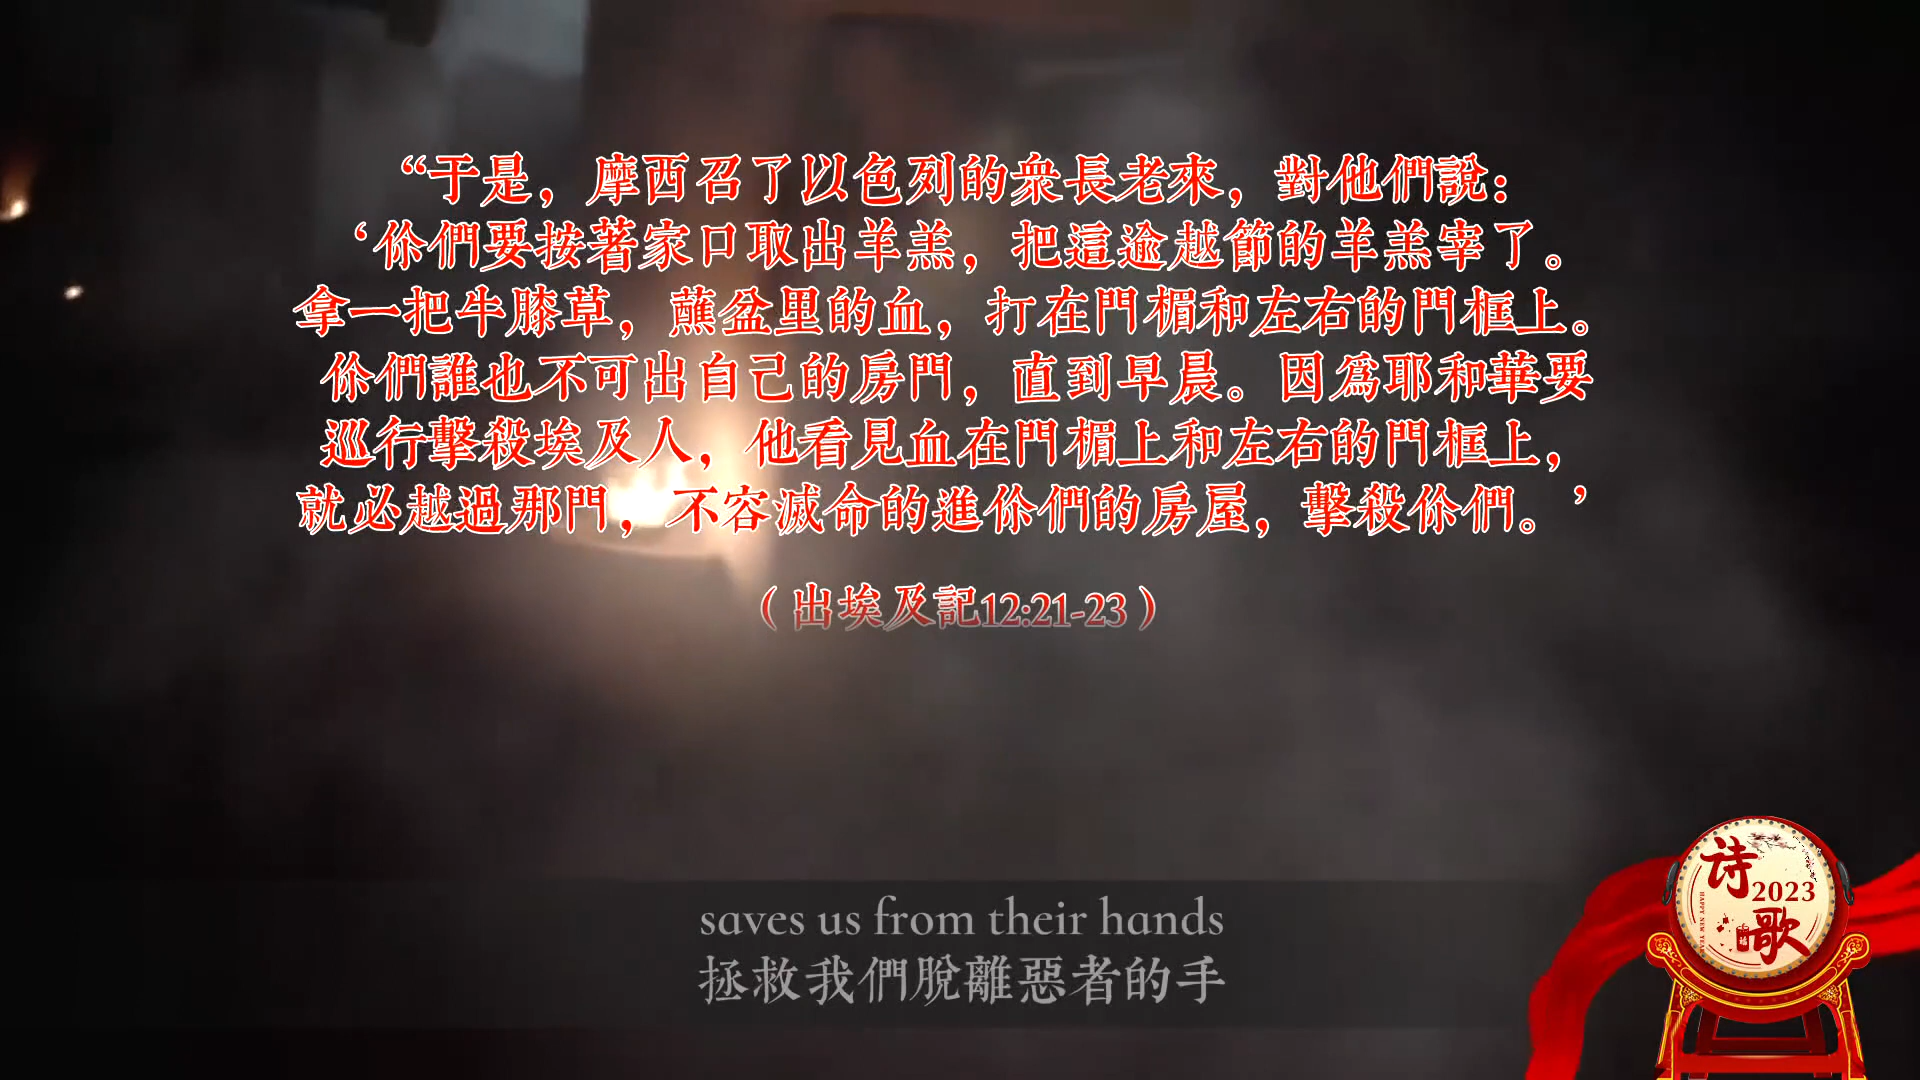 “于是，摩西召了以色列的衆長老來，對他們說：
‘你們要按著家口取出羊羔，把這逾越節的羊羔宰了。
拿一把牛膝草，蘸盆里的血，打在門楣和左右的門框上。
你們誰也不可出自己的房門，直到早晨。因爲耶和華要
巡行擊殺埃及人，他看見血在門楣上和左右的門框上，
就必越過那門，不容滅命的進你們的房屋，擊殺你們。’
（出埃及記12:21-23）
saves us from their hands
拯救我們脫離惡者的手
诗
2023
歌
HAPPY NEW YEAR